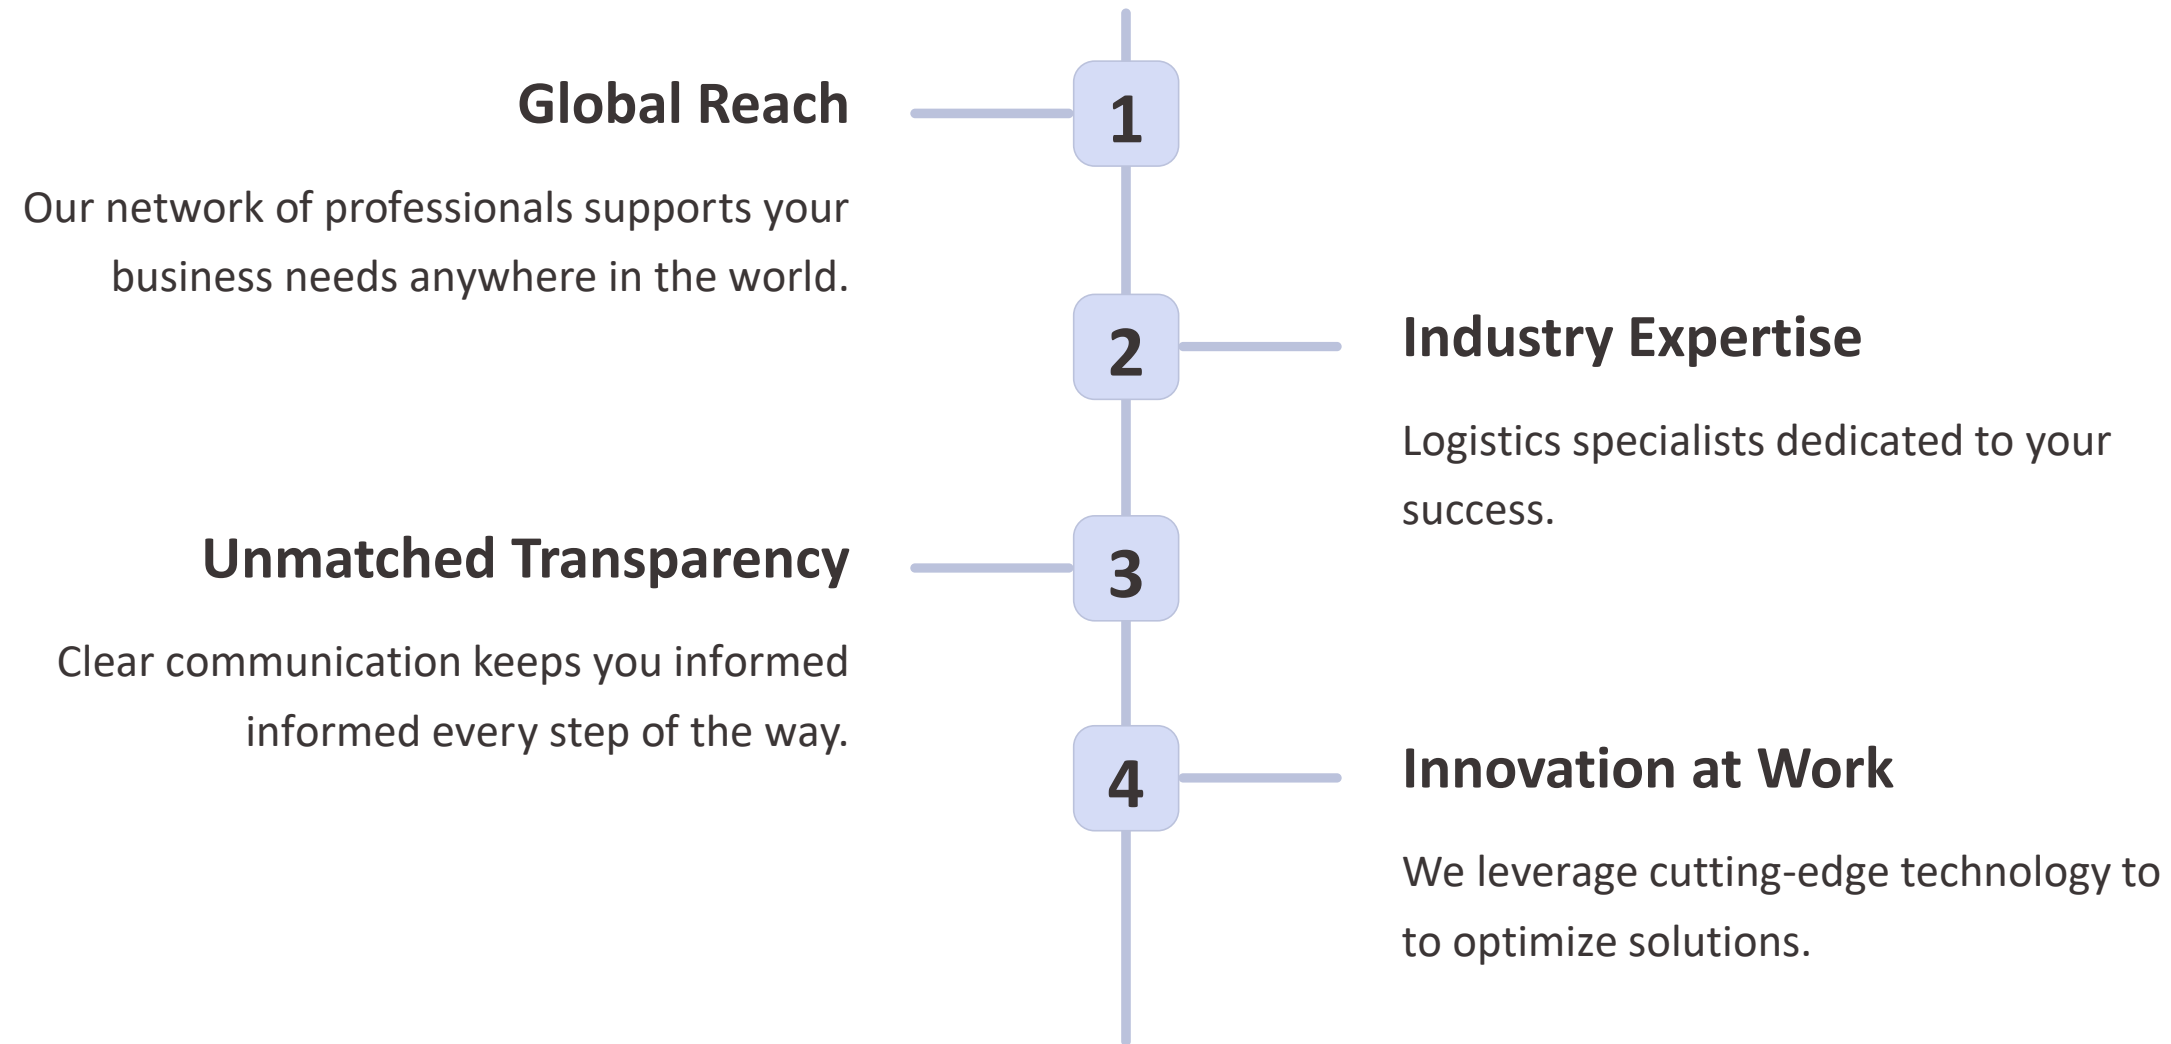 1
Global Reach
Our network of professionals supports your
business needs anywhere in the world.
2
Industry Expertise
Logistics specialists dedicated to your
success.
3
Unmatched Transparency
Clear communication keeps you informed
informed every step of the way.
4
Innovation at Work
We leverage cutting-edge technology to
to optimize solutions.